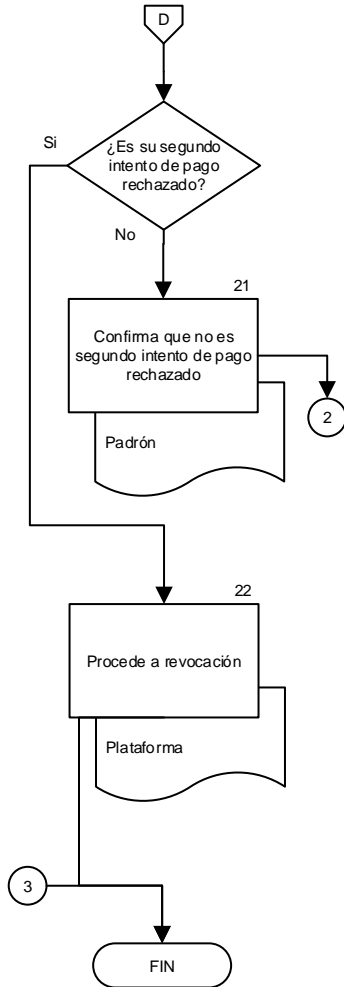 D
¿Es su segundo
intento de pago
rechazado?
Si
No
21
Confirma que no es
segundo intento de pago
rechazado
2
Padrón
22
Procede a revocación
Plataforma
3
FIN